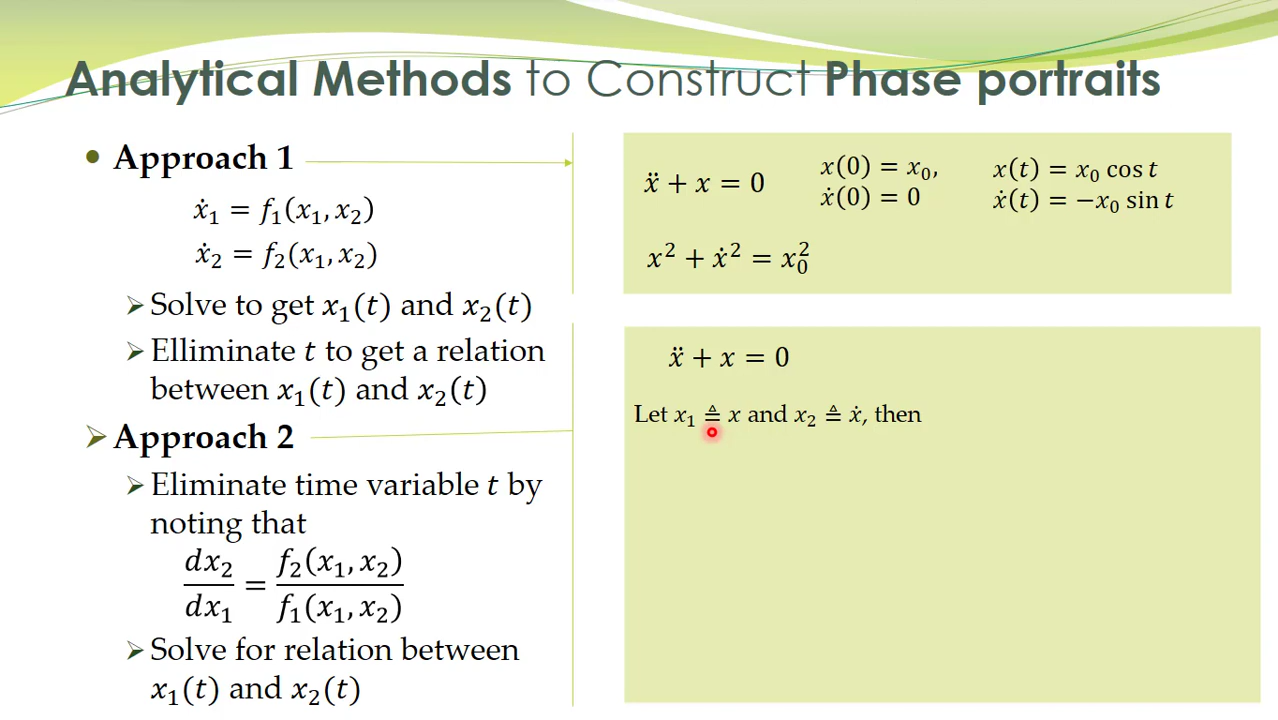 Analytical Methods to Construct Phase portraits
• Approach 1
ẋ₁ = f₁(x₁, x₂)
ẋ₂ = f₂(x₁, x₂)
➢ Solve to get x₁(t) and x₂(t)
➢ Elliminate t to get a relation
between x₁(t) and x₂(t)
➢ Approach 2
➢ Eliminate time variable t by
noting that
dx₂/dx₁ = f₂(x₁, x₂)/f₁(x₁, x₂)
➢ Solve for relation between
x₁(t) and x₂(t)
ẍ + x = 0
x(0) = x₀,
ẋ(0) = 0
x(t) = x₀ cos t
ẋ(t) = −x₀ sin t
x² + ẋ² = x₀²
ẍ + x = 0
Let x₁ ≜ x and x₂ ≜ ẋ, then